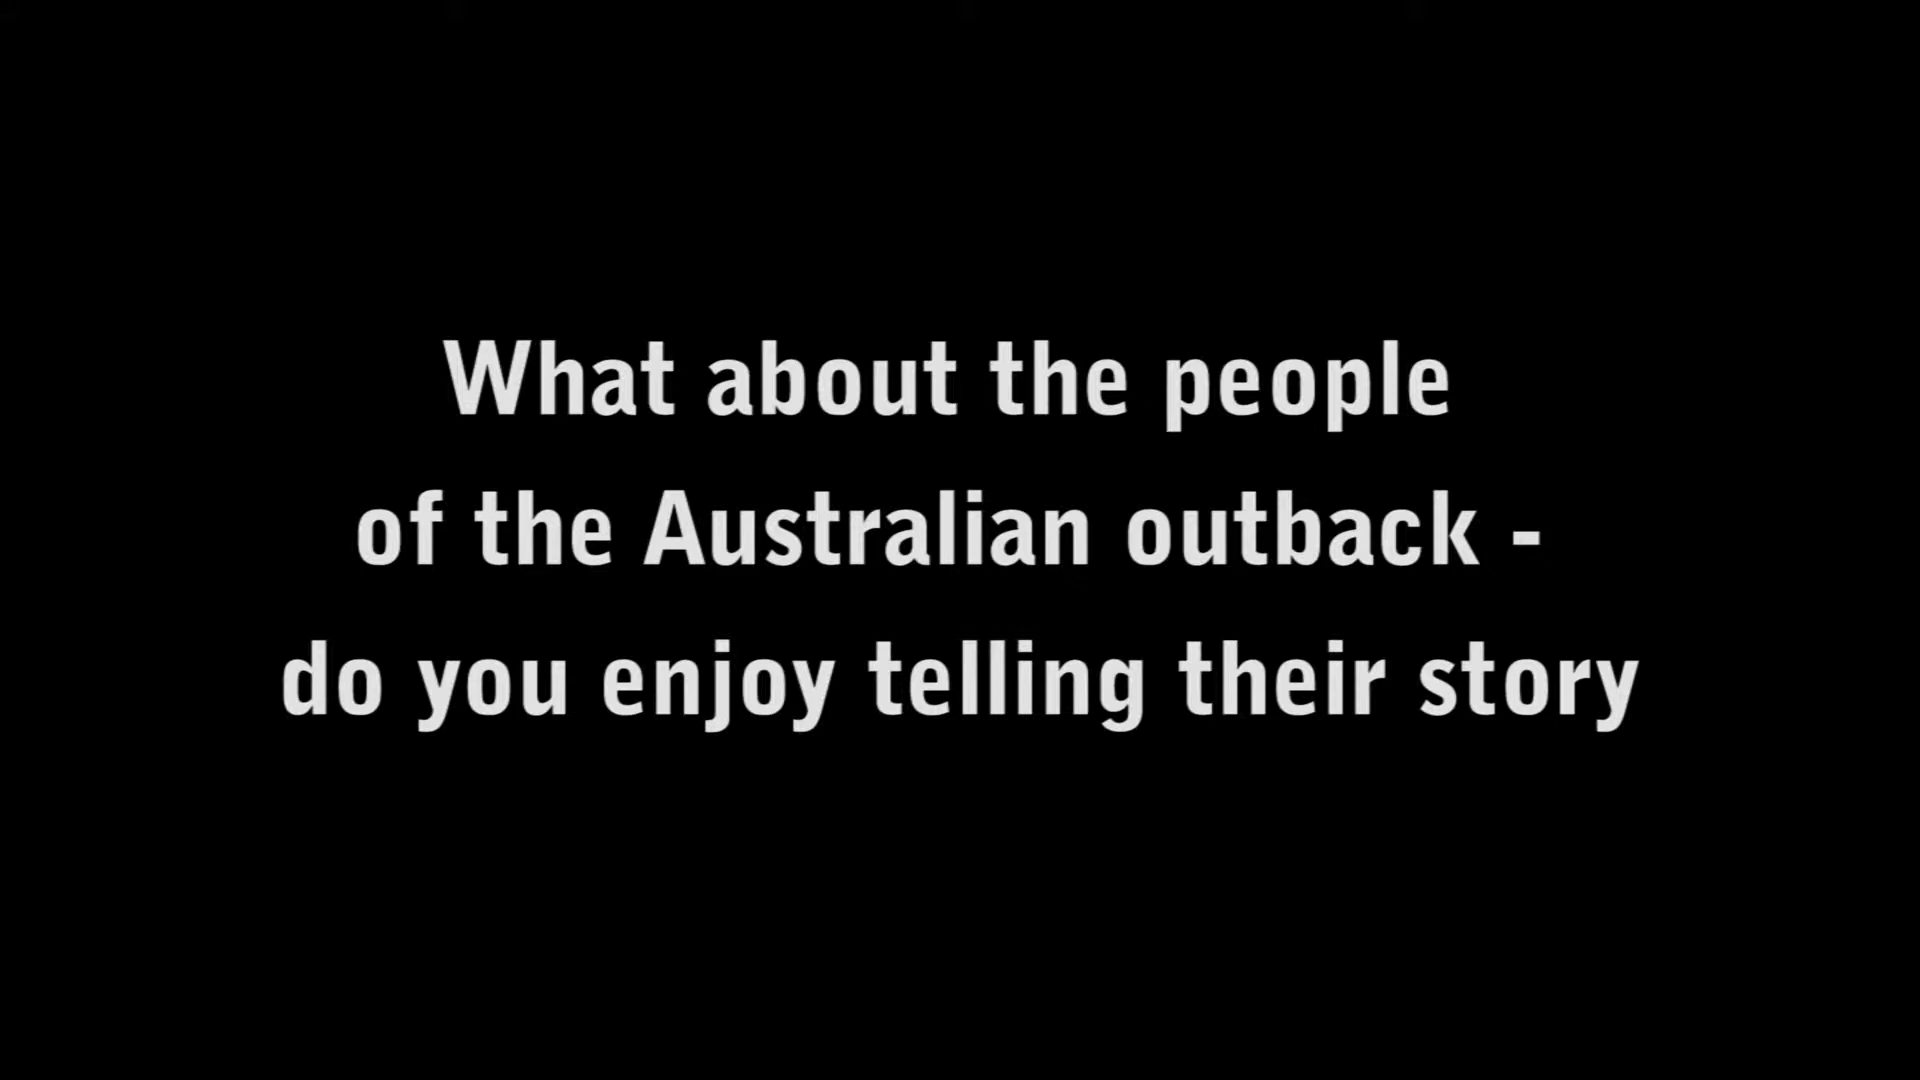 What about the people
of the Australian outback -
do you enjoy telling their story